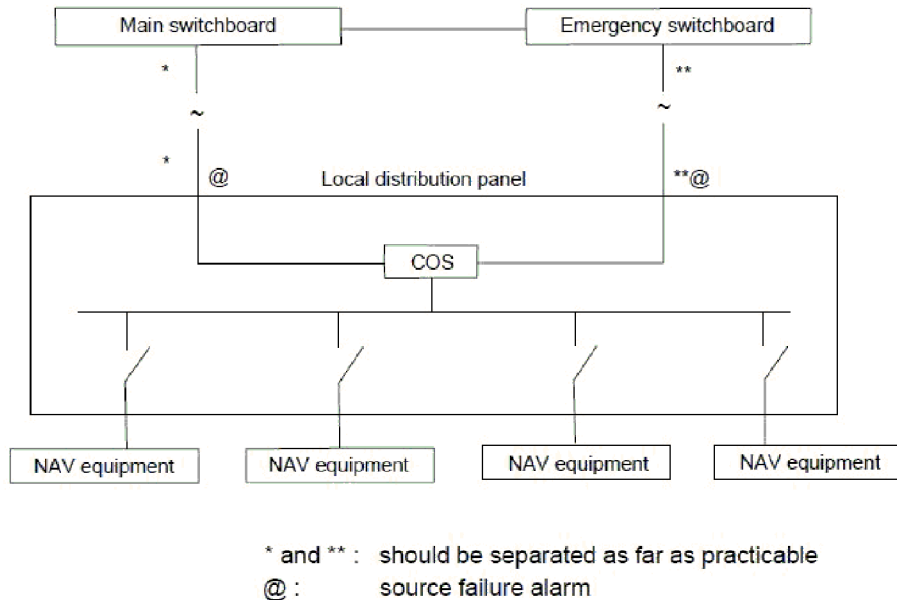 Main switchboard
Emergency switchboard
*
**
~
~
*
@
Local distribution panel
**@
COS
NAV equipment
NAV equipment
NAV equipment
NAV equipment
* and ** : should be separated as far as practicable
@ : source failure alarm